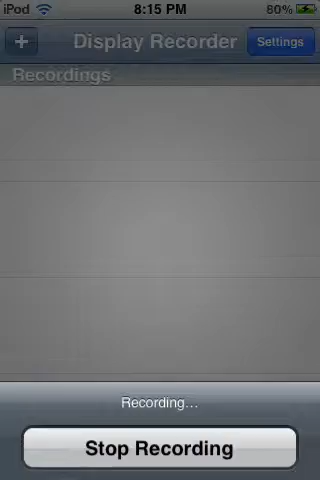 iPod 8:15 PM 80%
+ Display Recorder Settings
Recordings
Recording...
Stop Recording